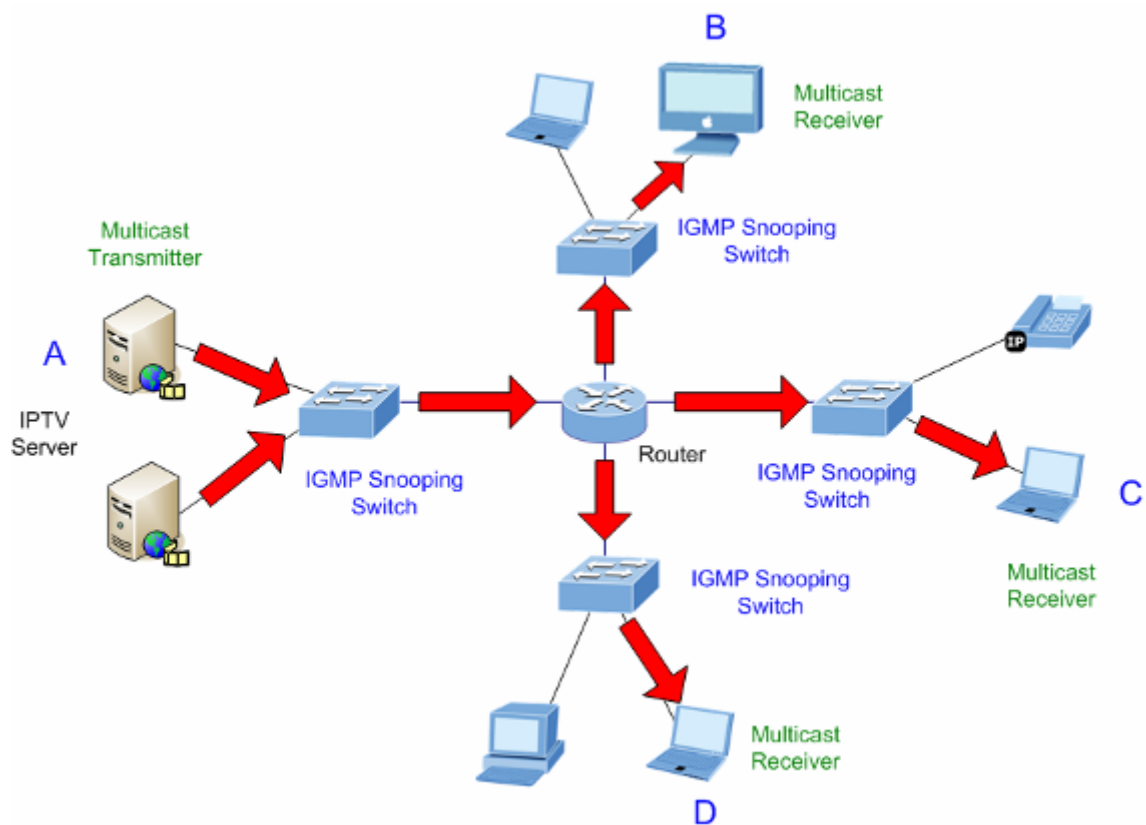 B
Multicast
Receiver
IGMP Snooping
Switch
Multicast
Transmitter
A
IPTV
Server
IGMP Snooping
Switch
Router
IP
IGMP Snooping
Switch
C
Multicast
Receiver
IGMP Snooping
Switch
Multicast
Receiver
D